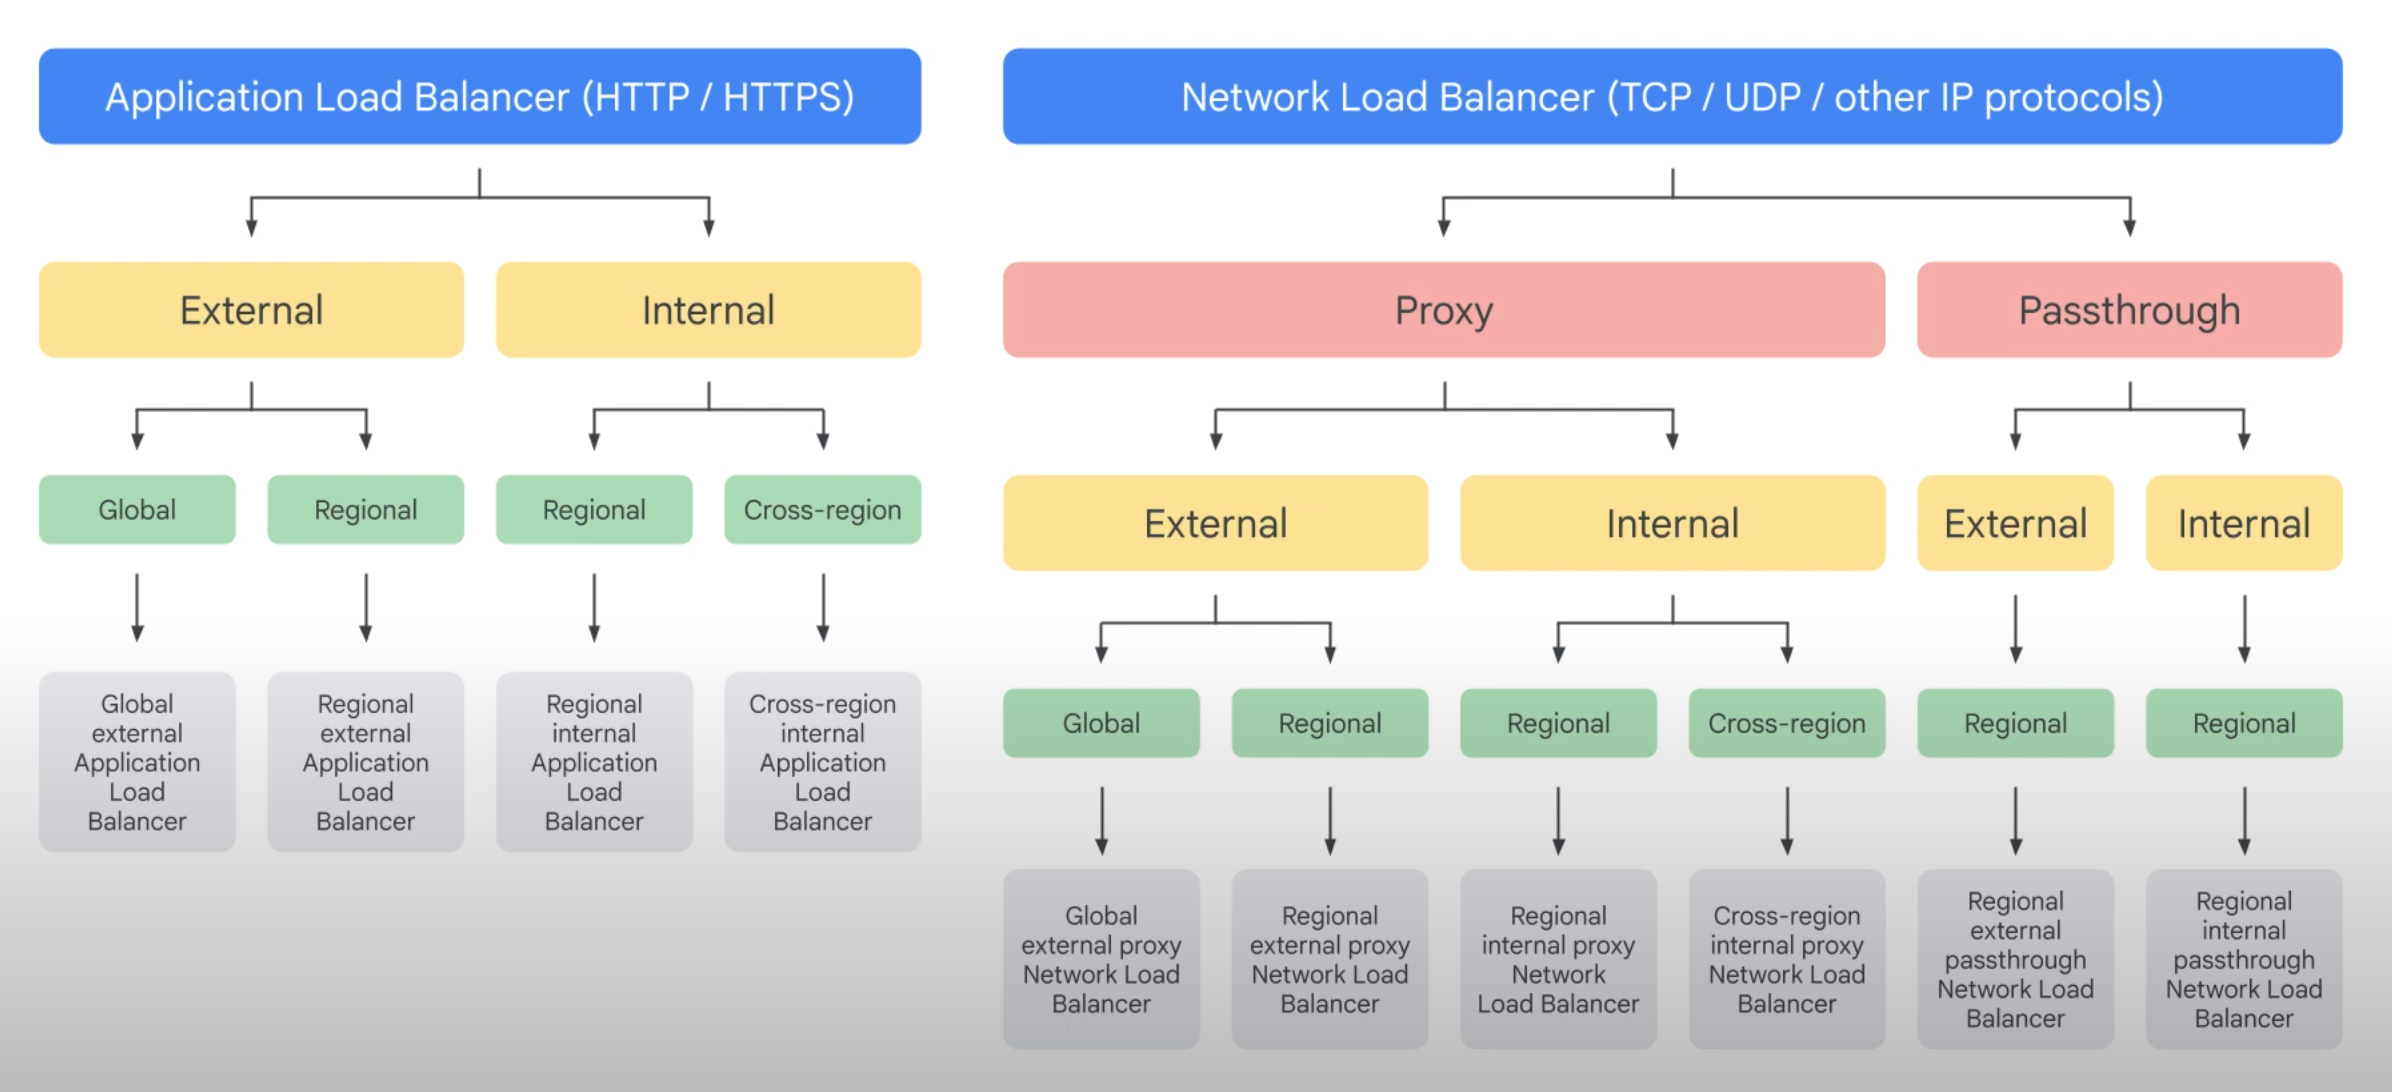 Application Load Balancer (HTTP / HTTPS)
Network Load Balancer (TCP / UDP / other IP protocols)
External
Internal
Proxy
Passthrough
Global
Regional
Regional
Cross-region
External
Internal
External
Internal
Global
external
Application
Load
Balancer
Regional
external
Application
Load
Balancer
Regional
internal
Application
Load
Balancer
Cross-region
internal
Application
Load
Balancer
Global
Regional
Regional
Cross-region
Regional
Regional
Global
external proxy
Network Load
Balancer
Regional
external proxy
Network Load
Balancer
Regional
internal proxy
Network
Load Balancer
Cross-region
internal proxy
Network Load
Balancer
Regional
external
passthrough
Network Load
Balancer
Regional
internal
passthrough
Network Load
Balancer